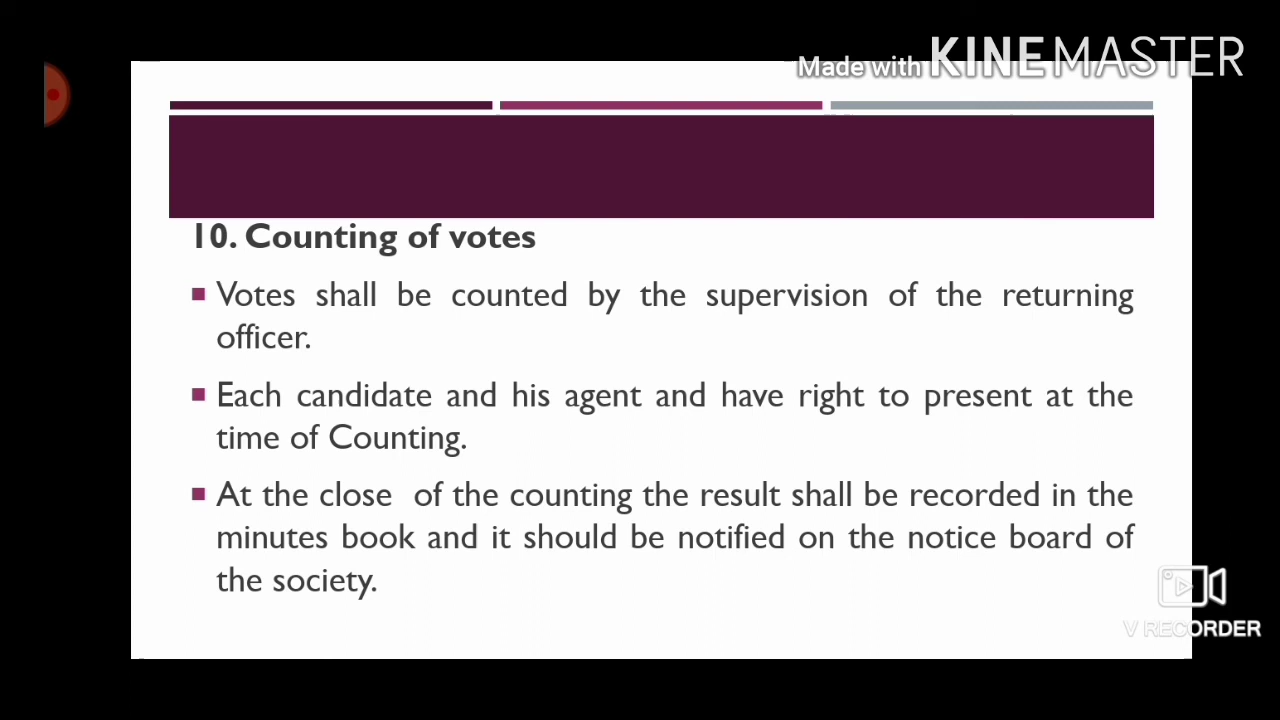 Made with KINEMASTER
10. Counting of votes
Votes shall be counted by the supervision of the returning
officer.
Each candidate and his agent and have right to present at the
time of Counting.
At the close of the counting the result shall be recorded in the
minutes book and it should be notified on the notice board of
the society.
V RECORDER